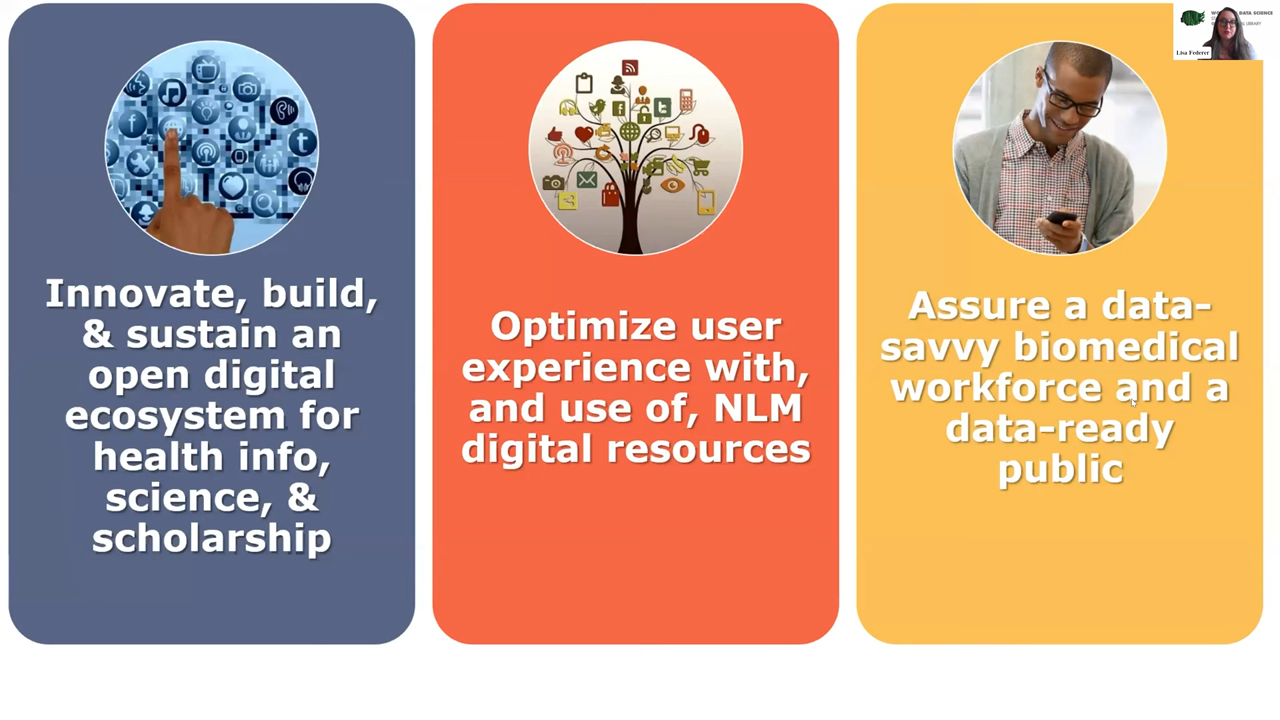 Innovate, build,
& sustain an
open digital
ecosystem for
health info,
science, &
scholarship
Optimize user
experience with,
and use of, NLM
digital resources
Assure a data-
savvy biomedical
workforce and a
data-ready
public
Lisa Federer